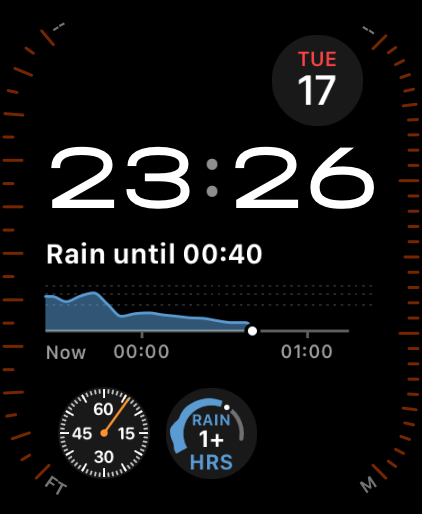 --
--
TUE
17
23:26
Rain until 00:40
Now 00:00 01:00
60
45 15
30
RAIN
1+
HRS
FT
M